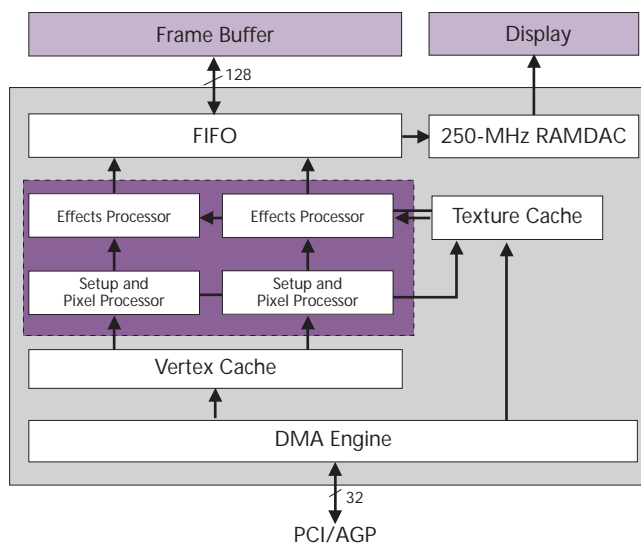 Frame Buffer
Display
128
FIFO
250-MHz RAMDAC
Effects Processor
Effects Processor
Texture Cache
Setup and
Pixel Processor
Setup and
Pixel Processor
Vertex Cache
DMA Engine
32
PCI/AGP